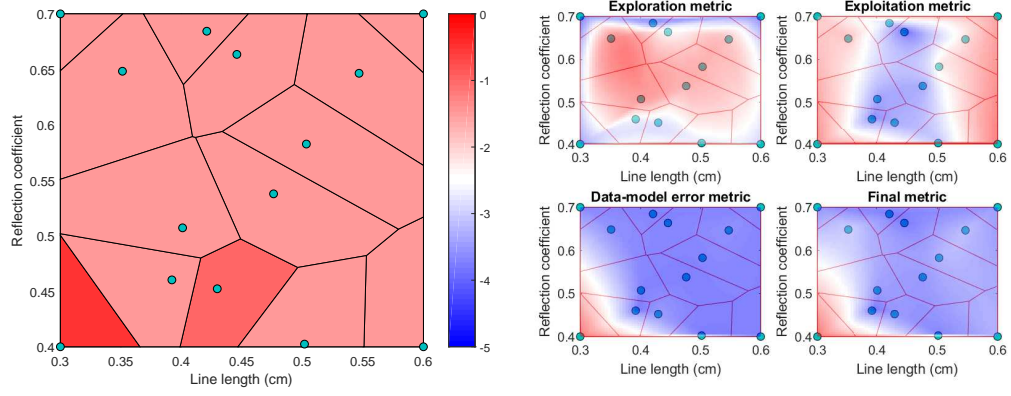 0.7
0.65
0.6
0.55
0.5
0.45
0.4
Reflection coefficient
0.3 0.35 0.4 0.45 0.5 0.55 0.6
Line length (cm)
0
-1
-2
-3
-4
-5
Exploration metric
0.7
0.6
0.5
0.4
Reflection coefficient
0.3 0.4 0.5 0.6
Line length (cm)
Exploitation metric
0.7
0.6
0.5
0.4
Reflection coefficient
0.3 0.4 0.5 0.6
Line length (cm)
Data-model error metric
0.7
0.6
0.5
0.4
Reflection coefficient
0.3 0.4 0.5 0.6
Line length (cm)
Final metric
0.7
0.6
0.5
0.4
Reflection coefficient
0.3 0.4 0.5 0.6
Line length (cm)